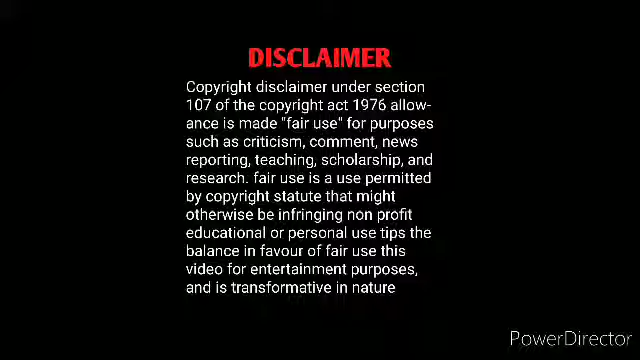 DISCLAIMER
Copyright disclaimer under section
107 of the copyright act 1976 allow-
ance is made "fair use" for purposes
such as criticism, comment, news
reporting, teaching, scholarship, and
research. fair use is a use permitted
by copyright statute that might
otherwise be infringing non profit
educational or personal use tips the
balance in favour of fair use this
video for entertainment purposes,
and is transformative in nature
PowerDirector